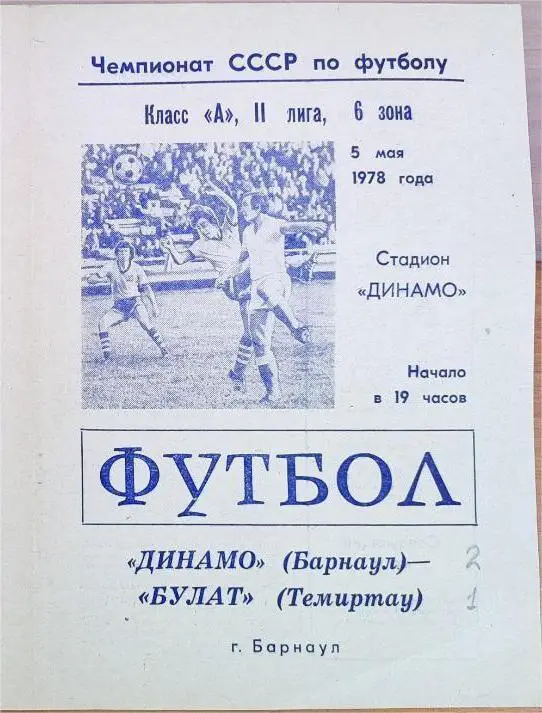 Чемпионат СССР по футболу
Класс «А», II лига, 6 зона
5 мая
1978 года
Стадион
«ДИНАМО»
Начало
в 19 часов
ФУТБОЛ
«ДИНАМО» (Барнаул)— 2
«БУЛАТ» (Темиртау) 1
г. Барнаул